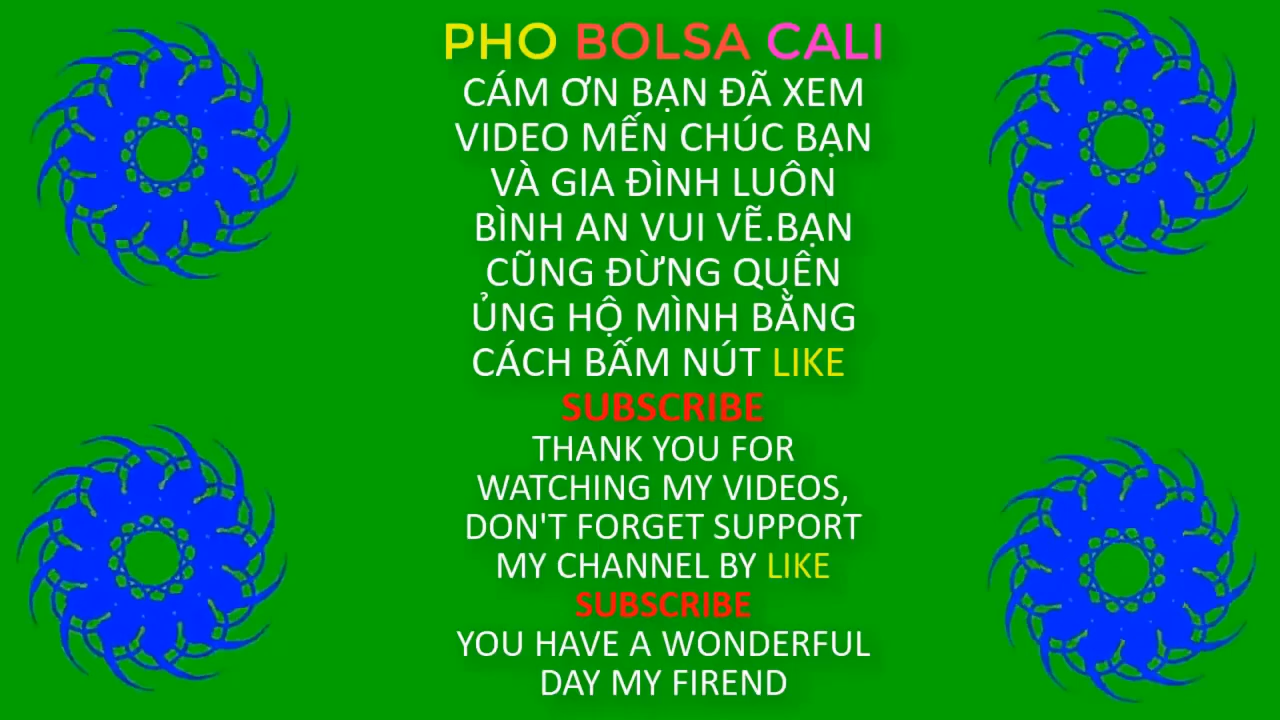 PHO BOLSA CALI
CÁM ƠN BẠN ĐÃ XEM
VIDEO MẾN CHÚC BẠN
VÀ GIA ĐÌNH LUÔN
BÌNH AN VUI VẼ.BẠN
CŨNG ĐỪNG QUÊN
ỦNG HỘ MÌNH BẰNG
CÁCH BẤM NÚT LIKE
SUBSCRIBE
THANK YOU FOR
WATCHING MY VIDEOS,
DON'T FORGET SUPPORT
MY CHANNEL BY LIKE
SUBSCRIBE
YOU HAVE A WONDERFUL
DAY MY FIREND